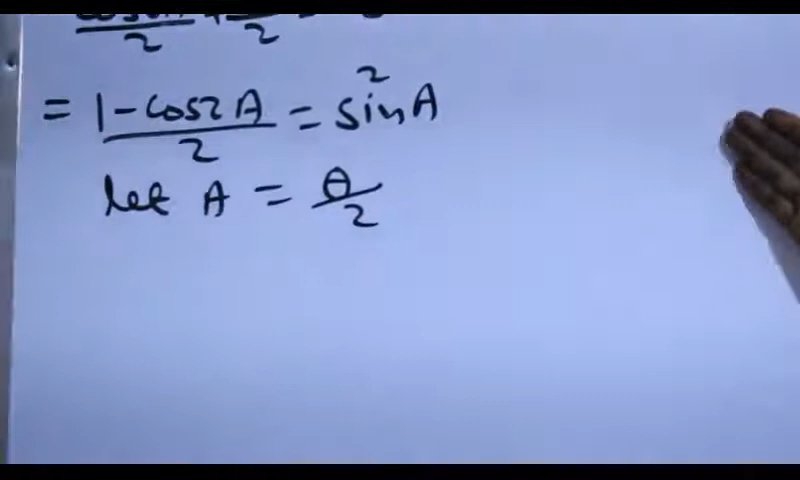 = 1 - cos2A / 2 = sin²A
let A = θ/2